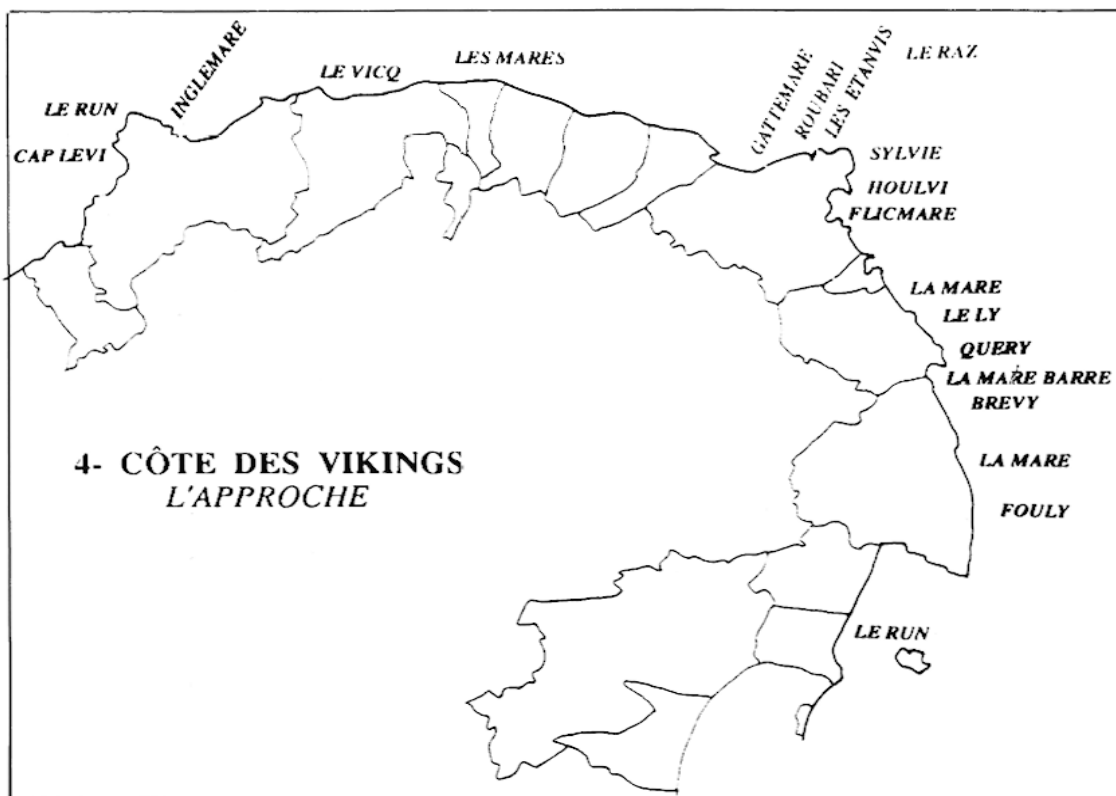 LE RUN
CAP LEVI
INGLEMARE
LE VICQ
LES MARES
GATTEMARE
ROUBARI
LES ETANVIS
LE RAZ
SYLVIE
HOULVI
FLICMARE
LA MARE
LE LY
QUERY
LA MARE BARRE
BREVY
LA MARE
FOULY
LE RUN
4- CÔTE DES VIKINGS
L'APPROCHE